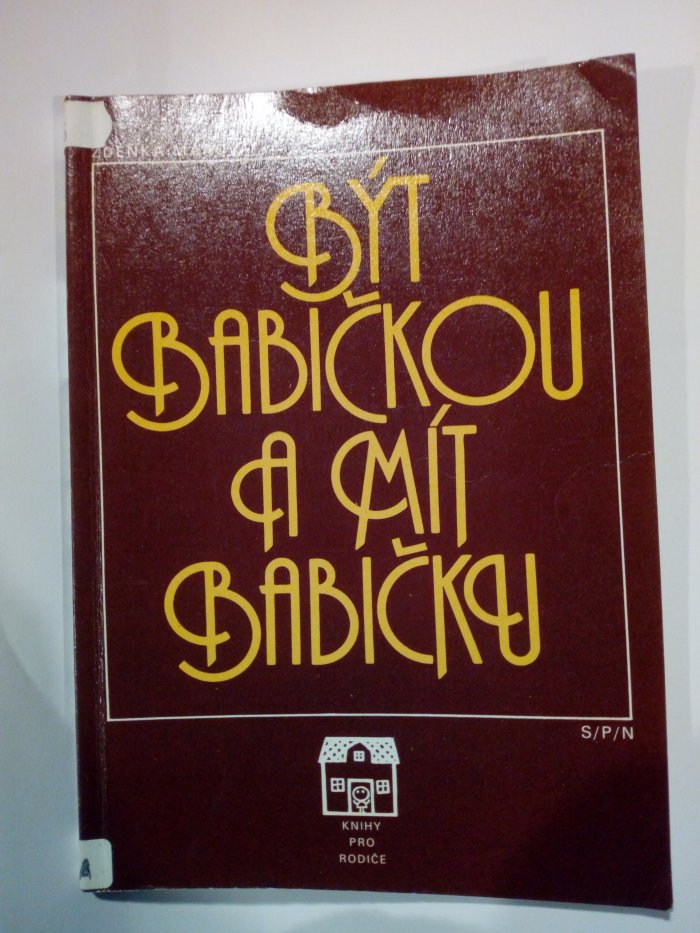 BÝT
BABIČKOU
A MÍT
BABIČKU
S/P/N
KNIHY
PRO
RODIČE
A